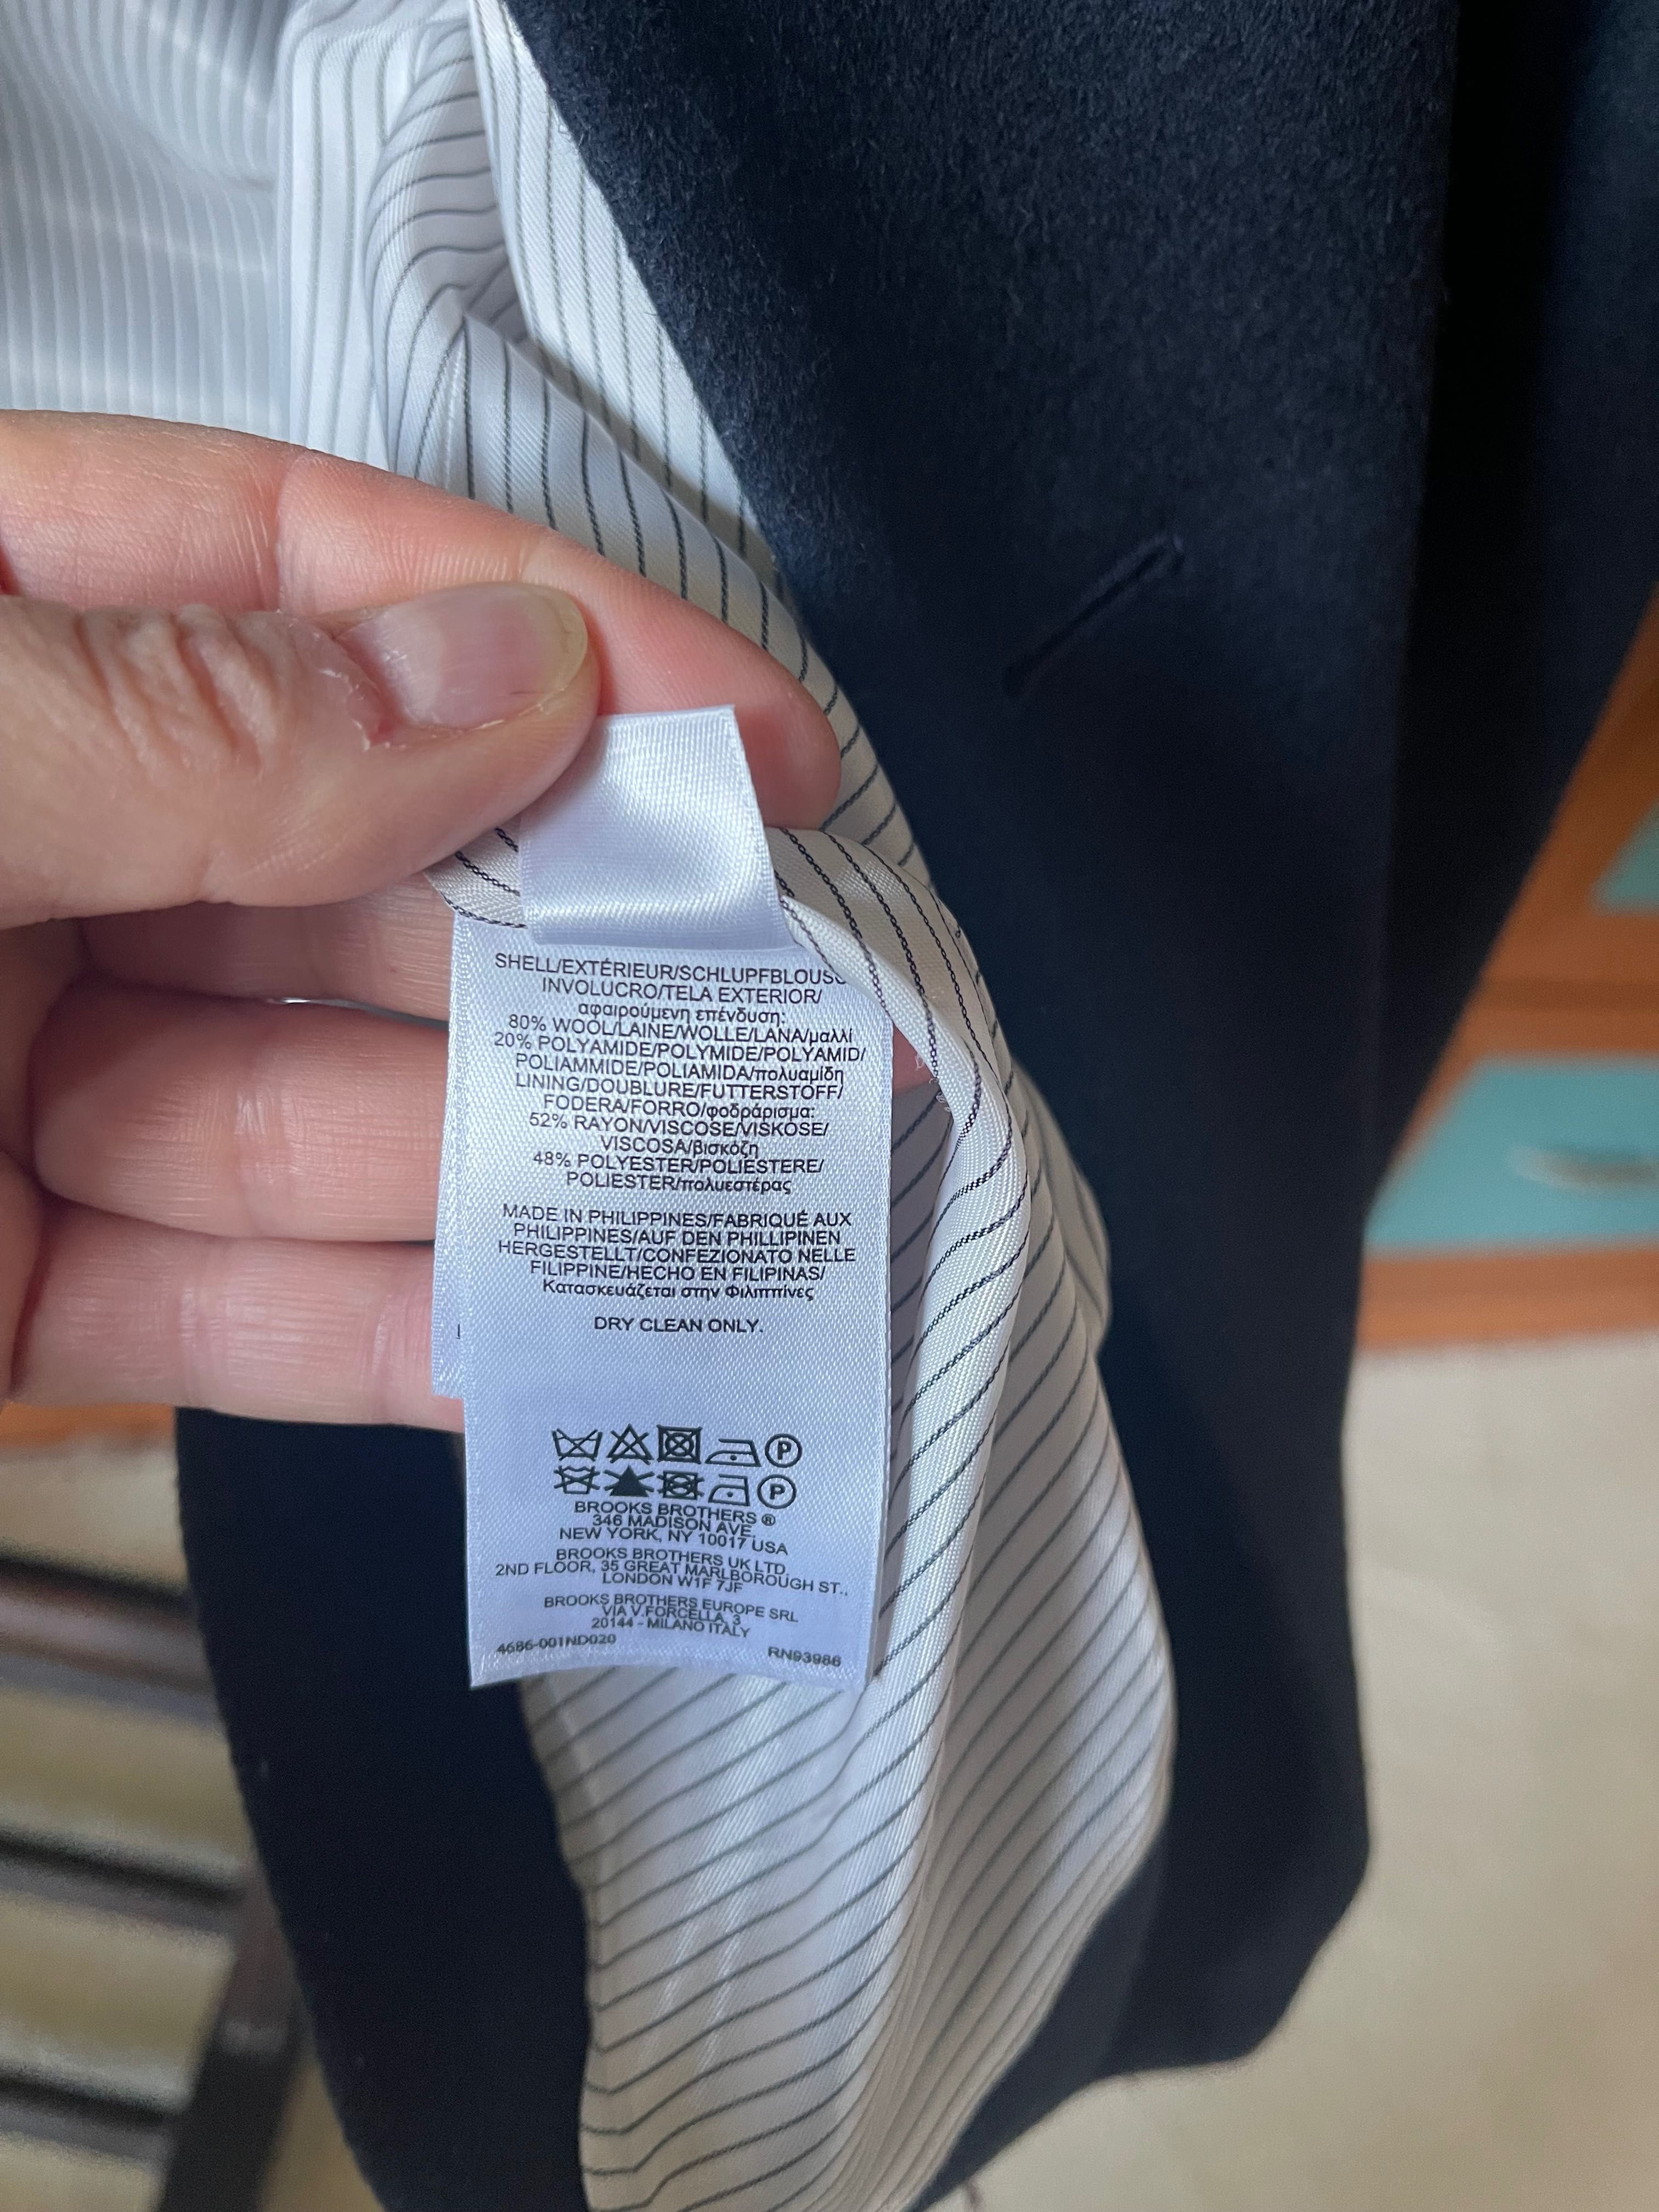 SHELL/EXTÉRIEUR/SCHLUPFBLOUSO
INVOLUCRO/TELA EXTERIOR/
αφαιρούμενη επένδυση:
80% WOOL/LAINE/WOLLE/LANA/μαλλί
20% POLYAMIDE/POLYMIDE/POLYAMID/
POLIAMMIDE/POLIAMIDA/πολυαμίδη
LINING/DOUBLURE/FUTTERSTOFF/
FODERA/FORRO/φοδράρισμα:
52% RAYON/VISCOSE/VISKOSE/
VISCOSA/βισκόζη
48% POLYESTER/POLIESTERE/
POLIESTER/πολυεστέρας
MADE IN PHILIPPINES/FABRIQUÉ AUX
PHILIPPINES/AUF DEN PHILLIPINEN
HERGESTELLT/CONFEZIONATO NELLE
FILIPPINE/HECHO EN FILIPINAS/
Κατασκευάζεται στην Φιλιππίνες
DRY CLEAN ONLY.
P
P
BROOKS BROTHERS ®
346 MADISON AVE,
NEW YORK, NY 10017 USA
BROOKS BROTHERS UK LTD,
2ND FLOOR, 35 GREAT MARLBOROUGH ST.,
LONDON W1F 7JF
BROOKS BROTHERS EUROPE SRL
VIA V.FORCELLA, 3
20144 - MILANO ITALY
4686-001ND020 RN93986